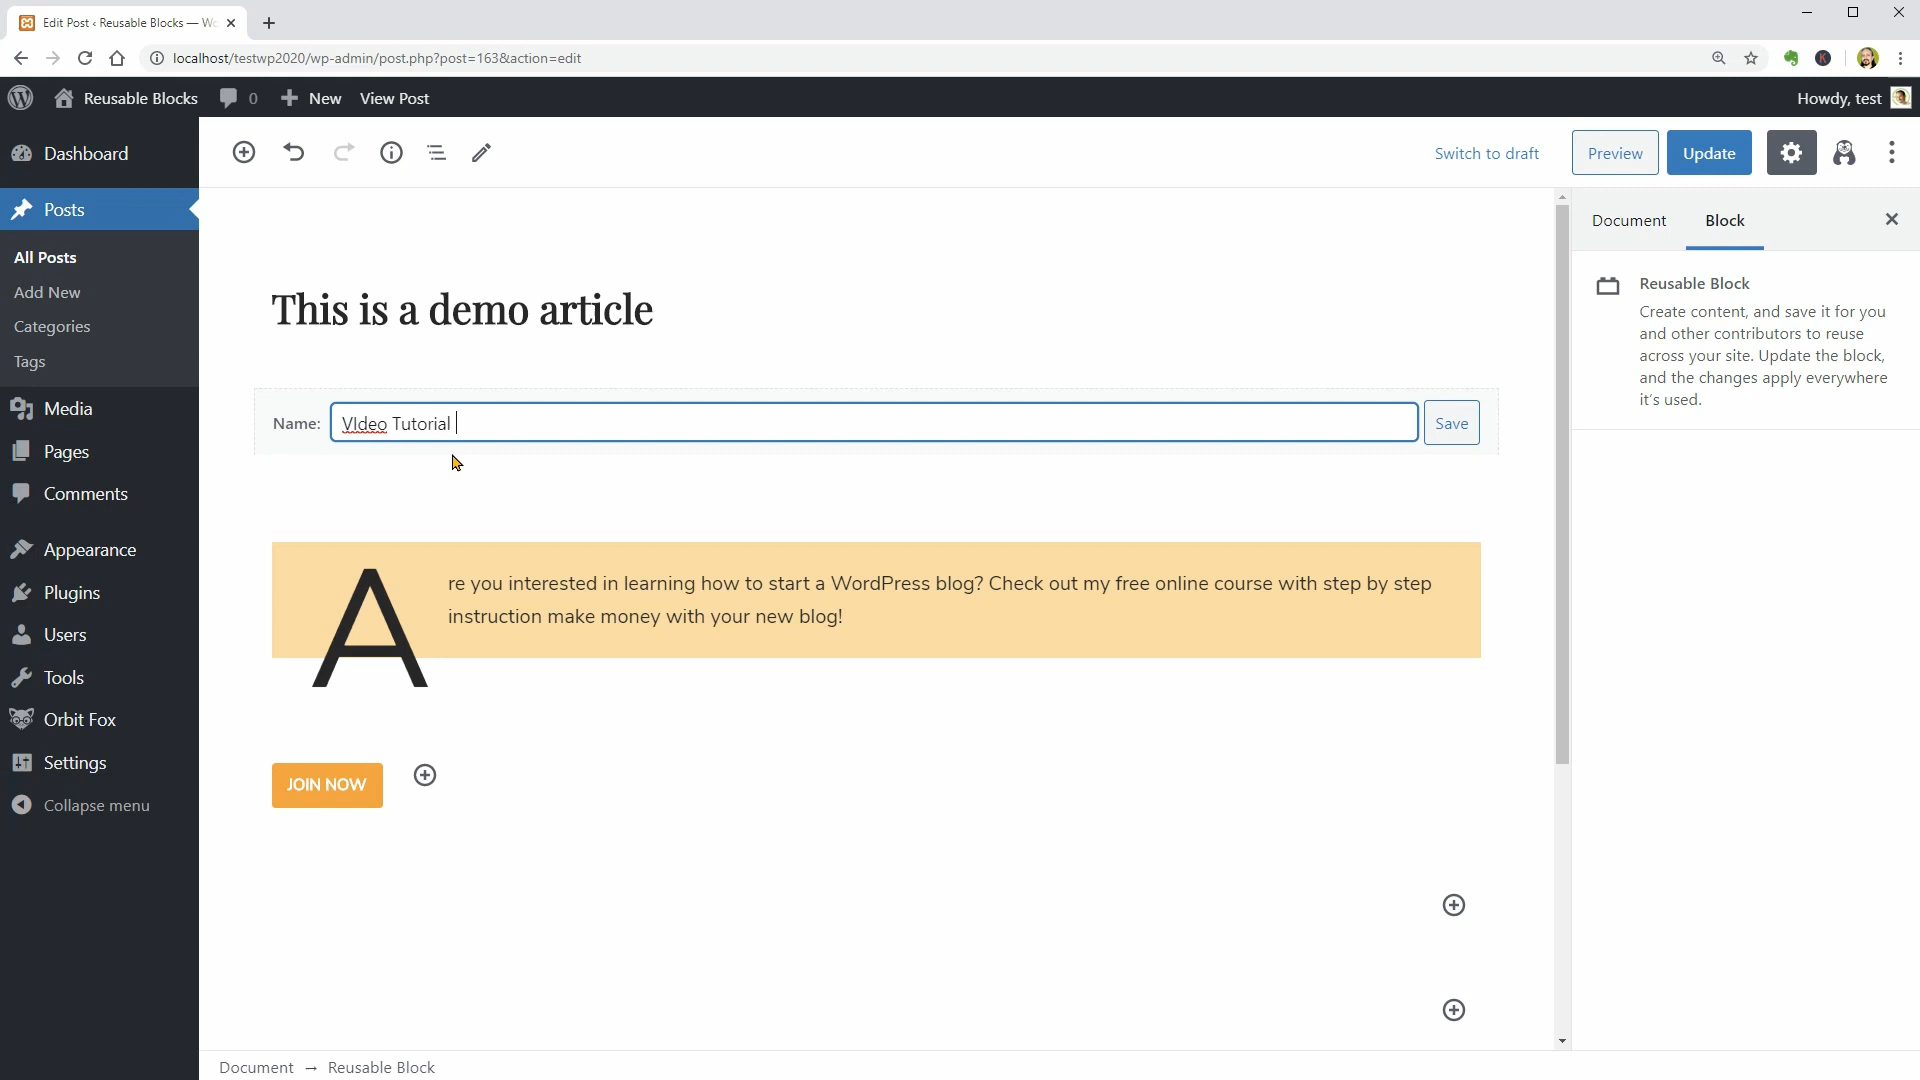 Edit Post ‹ Reusable Blocks — Wo
localhost/testwp2020/wp-admin/post.php?post=163&action=edit
Reusable Blocks 0 New View Post Howdy, test
Dashboard
Posts
All Posts
Add New
Categories
Tags
Media
Pages
Comments
Appearance
Plugins
Users
Tools
Orbit Fox
Settings
Collapse menu
Switch to draft Preview Update
This is a demo article
Name: VIdeo Tutorial Save
Are you interested in learning how to start a WordPress blog? Check out my free online course with step by step
instruction make money with your new blog!
JOIN NOW
Document Block
Reusable Block
Create content, and save it for you
and other contributors to reuse
across your site. Update the block,
and the changes apply everywhere
it's used.
Document → Reusable Block